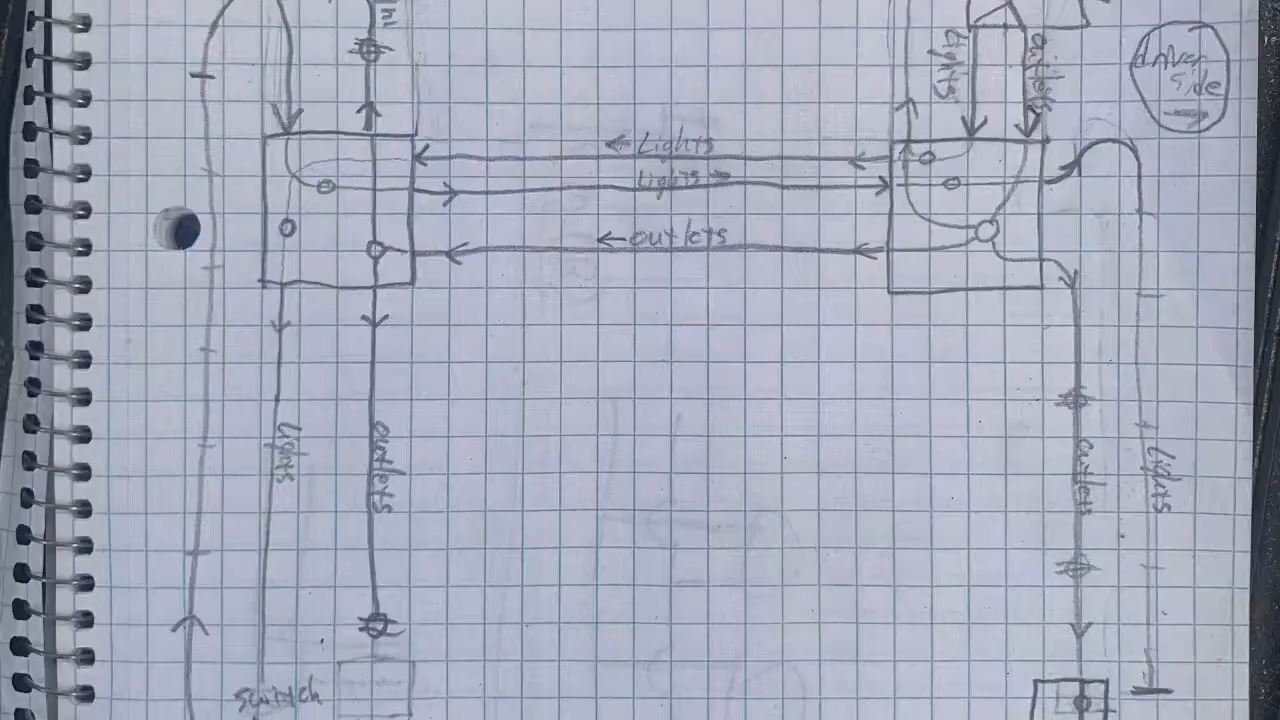 Lights
outlets
driver
side
← Lights
Lights →
← outlets
Lights
outlets
outlets
Lights
switch